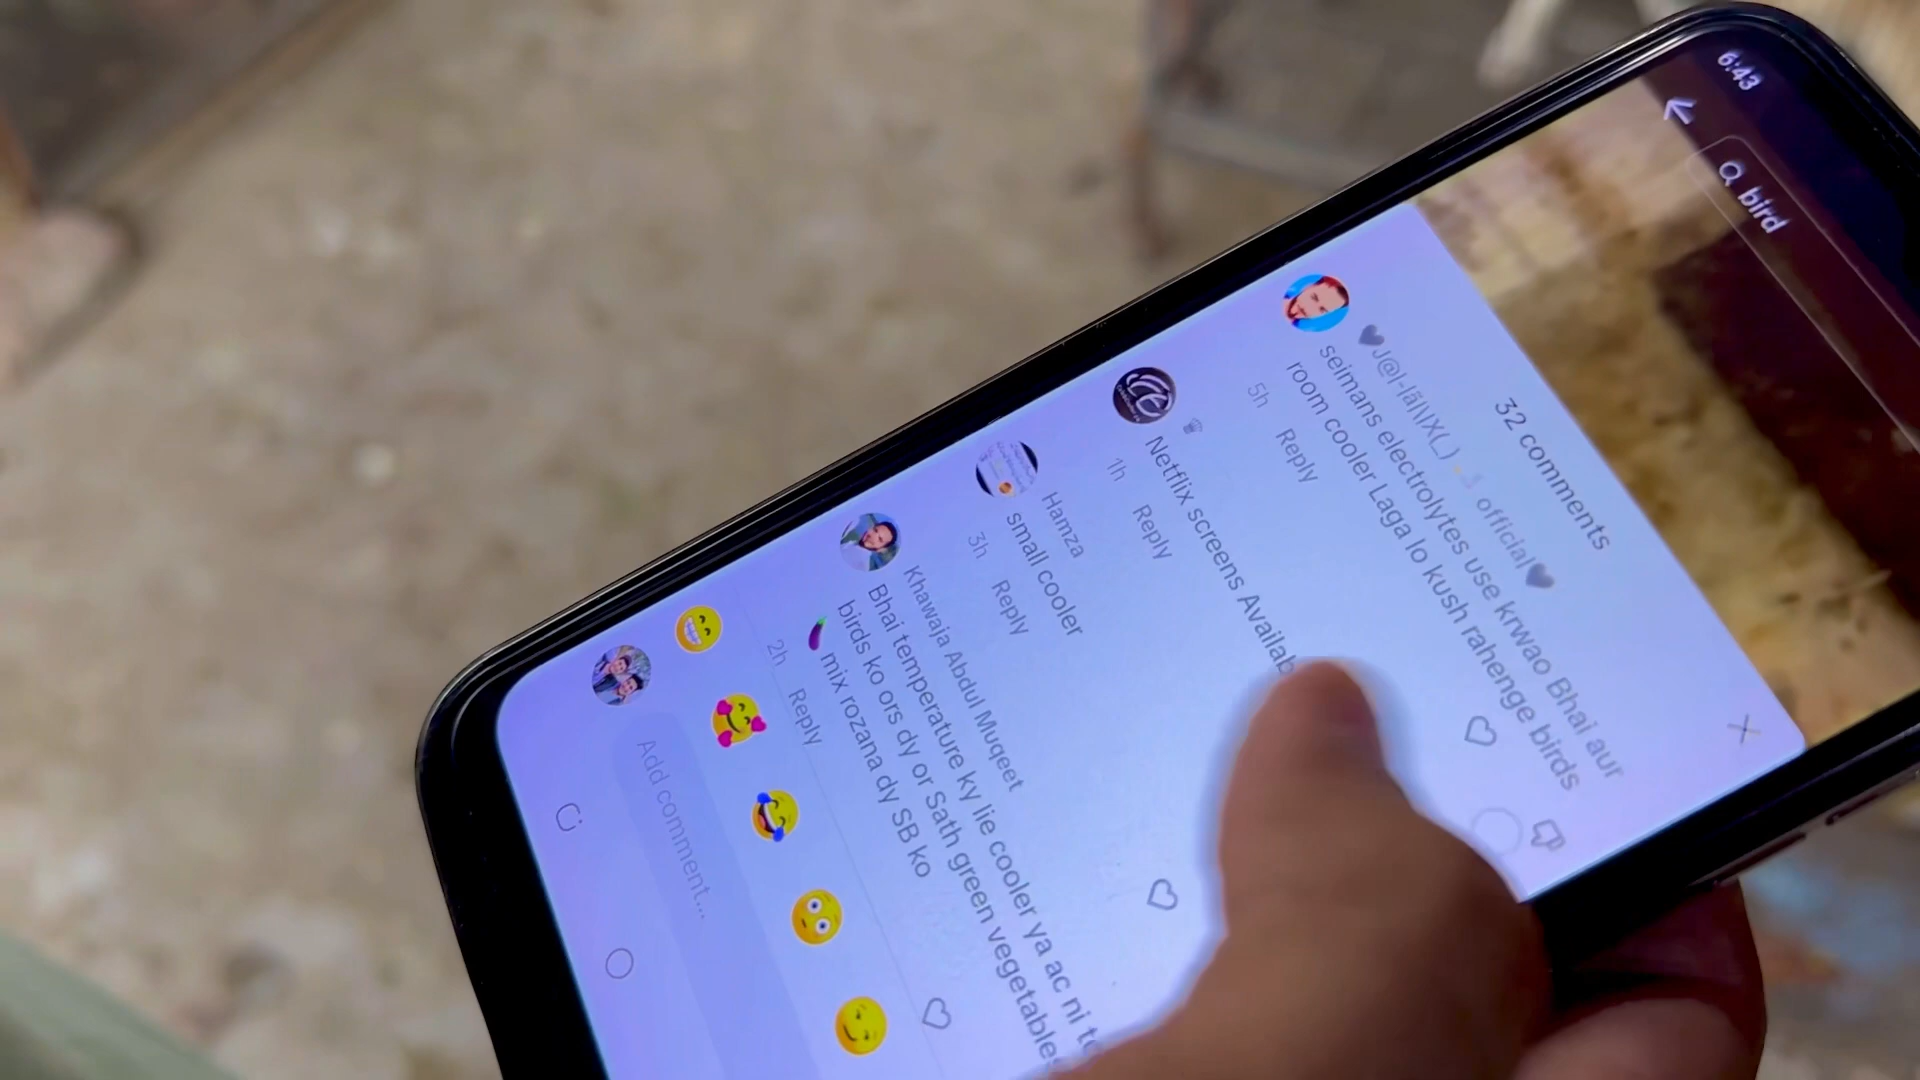 6:43
bird
32 comments
official
seimans electrolytes use krwao Bhai aur
room cooler Laga lo kush rahenge birds
5h Reply
Netflix screens
1h Reply
Hamza
small cooler
3h Reply
Khawaja Abdul Muqeet
Bhai temperature ky lie cooler ya ac ni
birds ko ors dy or Sath green vegetables
🍆 mix rozana dy SB ko
2h Reply
😁 🥰 😂 😳
Add comment...